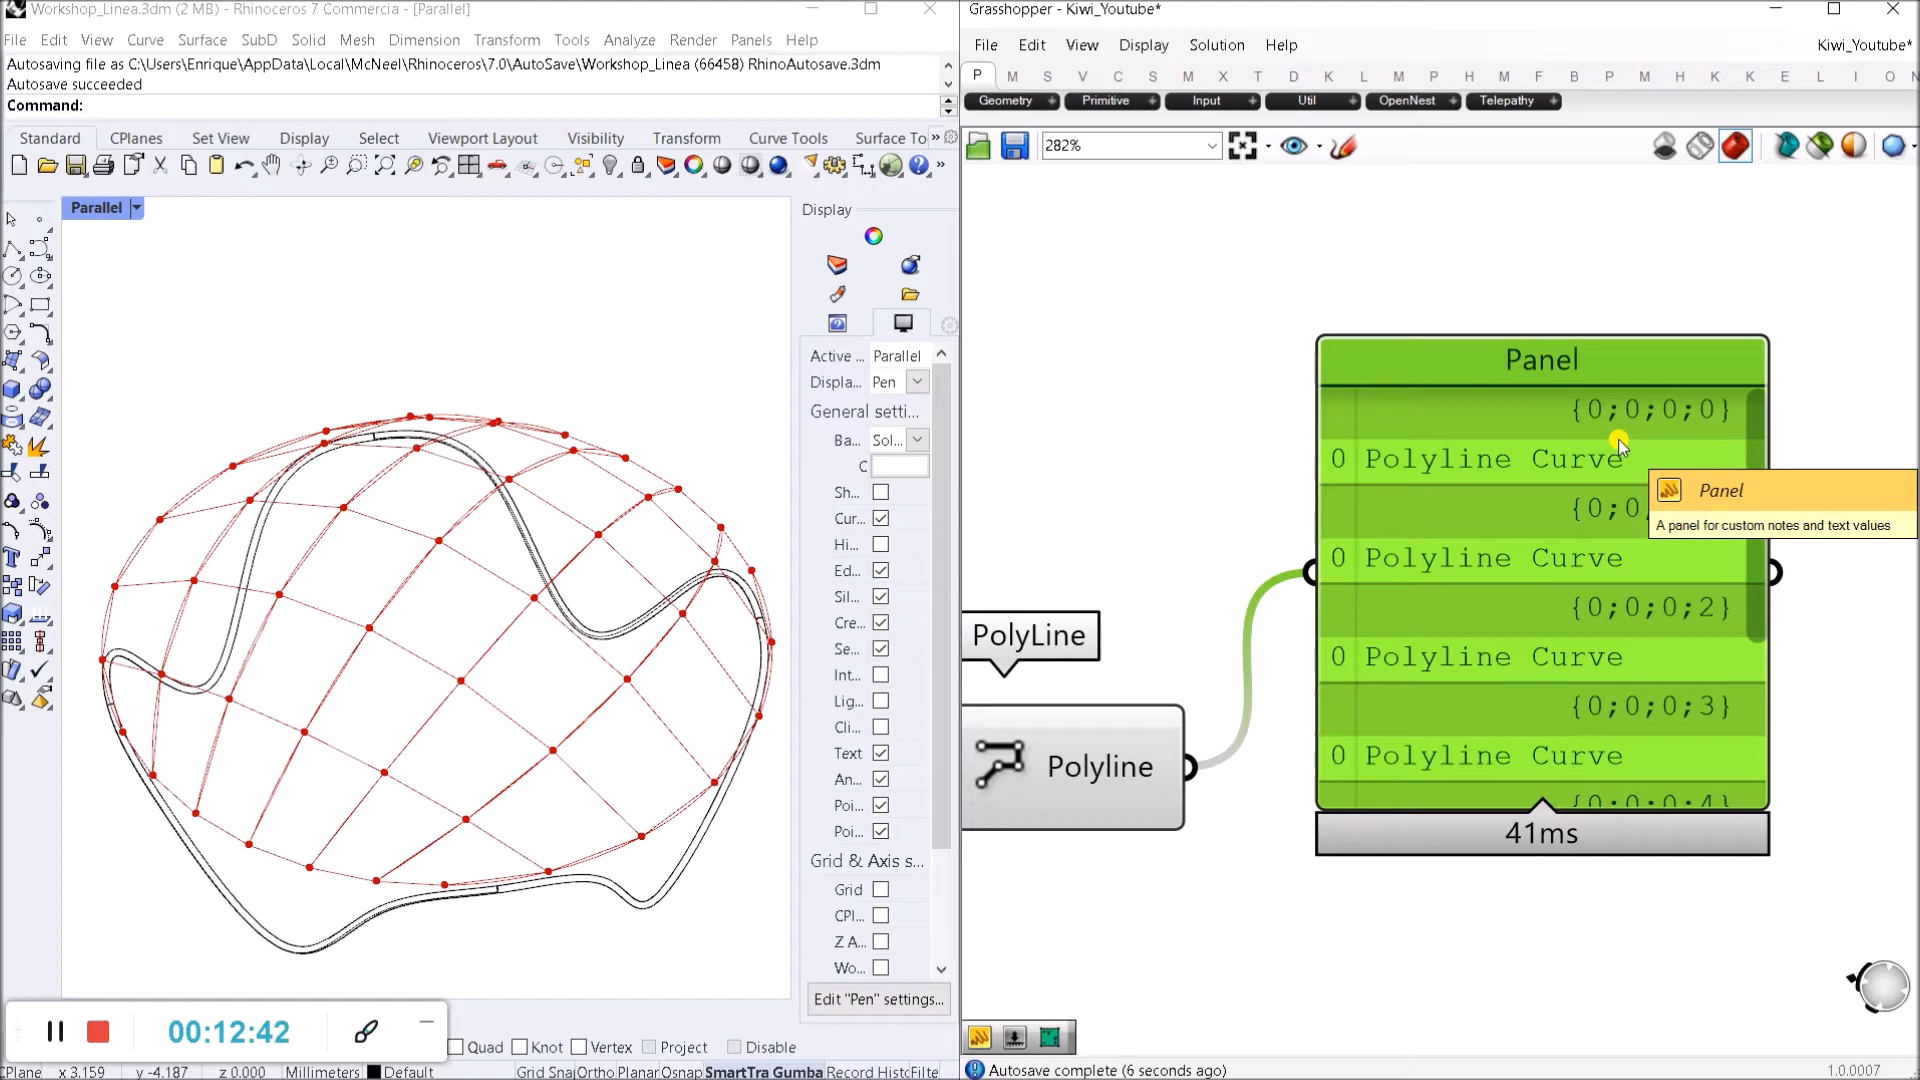 Workshop_Linea.3dm (2 MB) - Rhinoceros 7 Commercia - [Parallel]
File Edit View Curve Surface SubD Solid Mesh Dimension Transform Tools Analyze Render Panels Help
Autosaving file as C:\Users\Enrique\AppData\Local\McNeel\Rhinoceros\7.0\AutoSave\Workshop_Linea (66458) RhinoAutosave.3dm
Autosave succeeded
Command:
Standard CPlanes Set View Display Select Viewport Layout Visibility Transform Curve Tools Surface To »
Parallel
Display
Active ... Parallel
Displa... Pen
General setti...
Ba... Sol...
C
Sh...
Cur...
Hi...
Ed...
Sil...
Cre...
Se...
Int...
Lig...
Cli...
Text
An...
Poi...
Poi...
Grid & Axis s...
Grid
CPl...
Z A...
Wo...
Edit "Pen" settings...
00:12:42
Quad Knot Vertex Project Disable
CPlane x 3.159 y -4.187 z 0.000 Millimeters Default Grid Snap Ortho Planar Osnap SmartTra Gumba Record Histo Filte
Grasshopper - Kiwi_Youtube*
File Edit View Display Solution Help Kiwi_Youtube*
P M S V C S M X T D K L M P H M F B P M H K K E L I O N
Geometry Primitive Input Util OpenNest Telepathy
282%
Panel
{0;0;0;0}
0 Polyline Curve
{0;0;
0 Polyline Curve
{0;0;0;2}
0 Polyline Curve
{0;0;0;3}
0 Polyline Curve
{0;0;0;4}
41ms
Panel
A panel for custom notes and text values
PolyLine
Polyline
Autosave complete (6 seconds ago)
1.0.0007